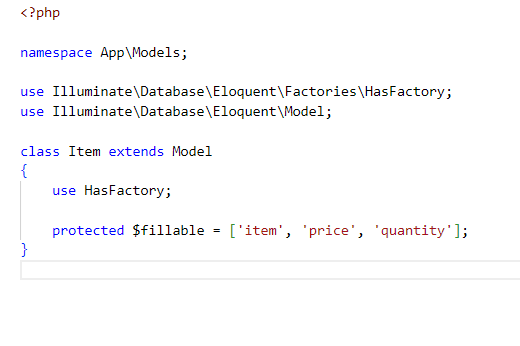 <?php
namespace App\Models;
use Illuminate\Database\Eloquent\Factories\HasFactory;
use Illuminate\Database\Eloquent\Model;
class Item extends Model
{
    use HasFactory;
    protected $fillable = ['item', 'price', 'quantity'];
}